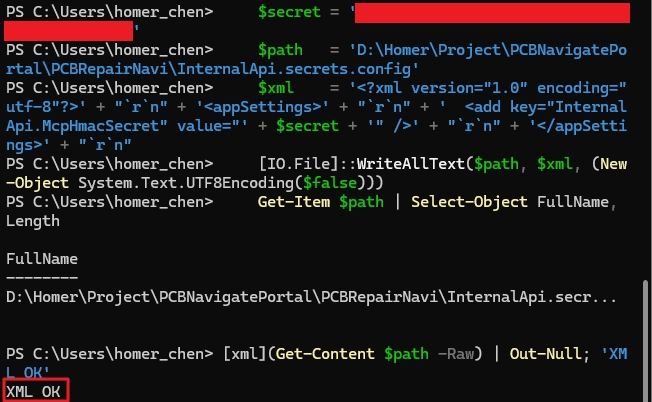 PS C:\Users\homer_chen>     $secret = '
'
PS C:\Users\homer_chen>     $path   = 'D:\Homer\Project\PCBNavigatePo
rtal\PCBRepairNavi\InternalApi.secrets.config'
PS C:\Users\homer_chen>     $xml    = '<?xml version="1.0" encoding="
utf-8"?>' + "`r`n" + '<appSettings>' + "`r`n" + '  <add key="Internal
Api.McpHmacSecret" value="' + $secret + '" />' + "`r`n" + '</appSetti
ngs>' + "`r`n"
PS C:\Users\homer_chen>     [IO.File]::WriteAllText($path, $xml, (New
-Object System.Text.UTF8Encoding($false)))
PS C:\Users\homer_chen>     Get-Item $path | Select-Object FullName,
Length

FullName
--------
D:\Homer\Project\PCBNavigatePortal\PCBRepairNavi\InternalApi.secr...

PS C:\Users\homer_chen> [xml](Get-Content $path -Raw) | Out-Null; 'XM
L OK'
XML OK